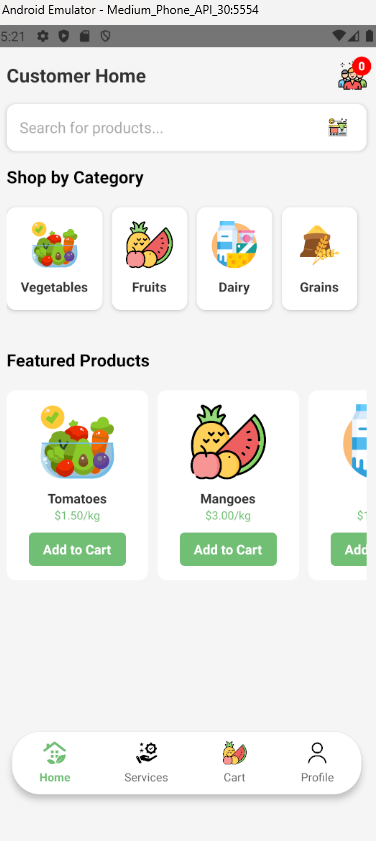 Android Emulator - Medium_Phone_API_30:5554
5:21
Customer Home
0
Search for products...
Shop by Category
Vegetables
Fruits
Dairy
Grains
Featured Products
Tomatoes
Mangoes
$1.50/kg
$3.00/kg
$1
Add to Cart
Add to Cart
Add
Home
Services
Cart
Profile